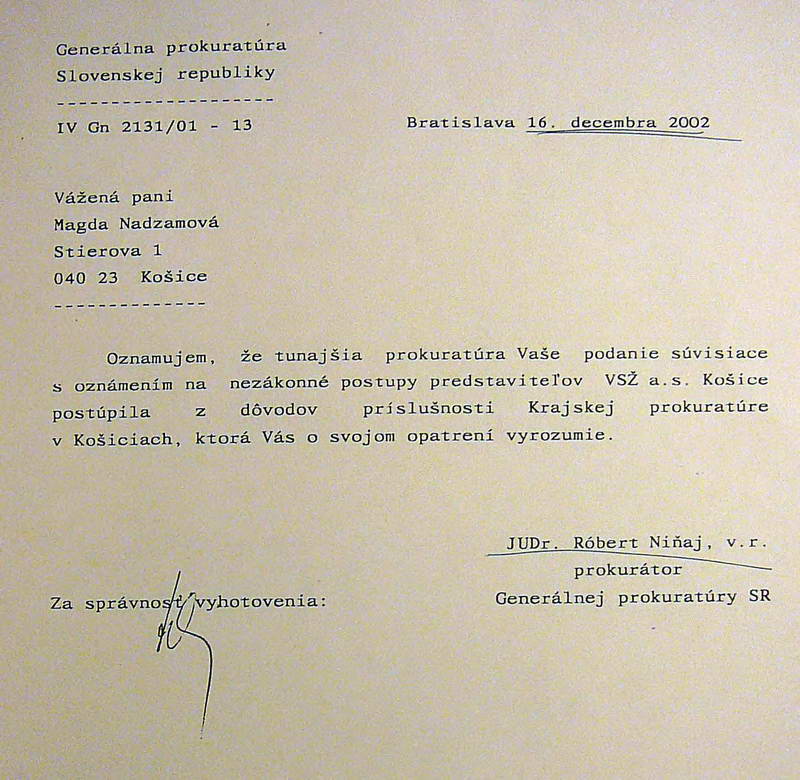 Generálna prokuratúra
Slovenskej republiky
--------------------
IV Gn 2131/01 - 13
Bratislava 16. decembra 2002
Vážená pani
Magda Nadzamová
Stierova 1
040 23 Košice
--------------
Oznamujem, že tunajšia prokuratúra Vaše podanie súvisiace
s oznámením na nezákonné postupy predstaviteľov VSŽ a.s. Košice
postúpila z dôvodov príslušnosti Krajskej prokuratúre
v Košiciach, ktorá Vás o svojom opatrení vyrozumie.
JUDr. Róbert Niňaj, v.r.
prokurátor
Generálnej prokuratúry SR
Za správnosť vyhotovenia: